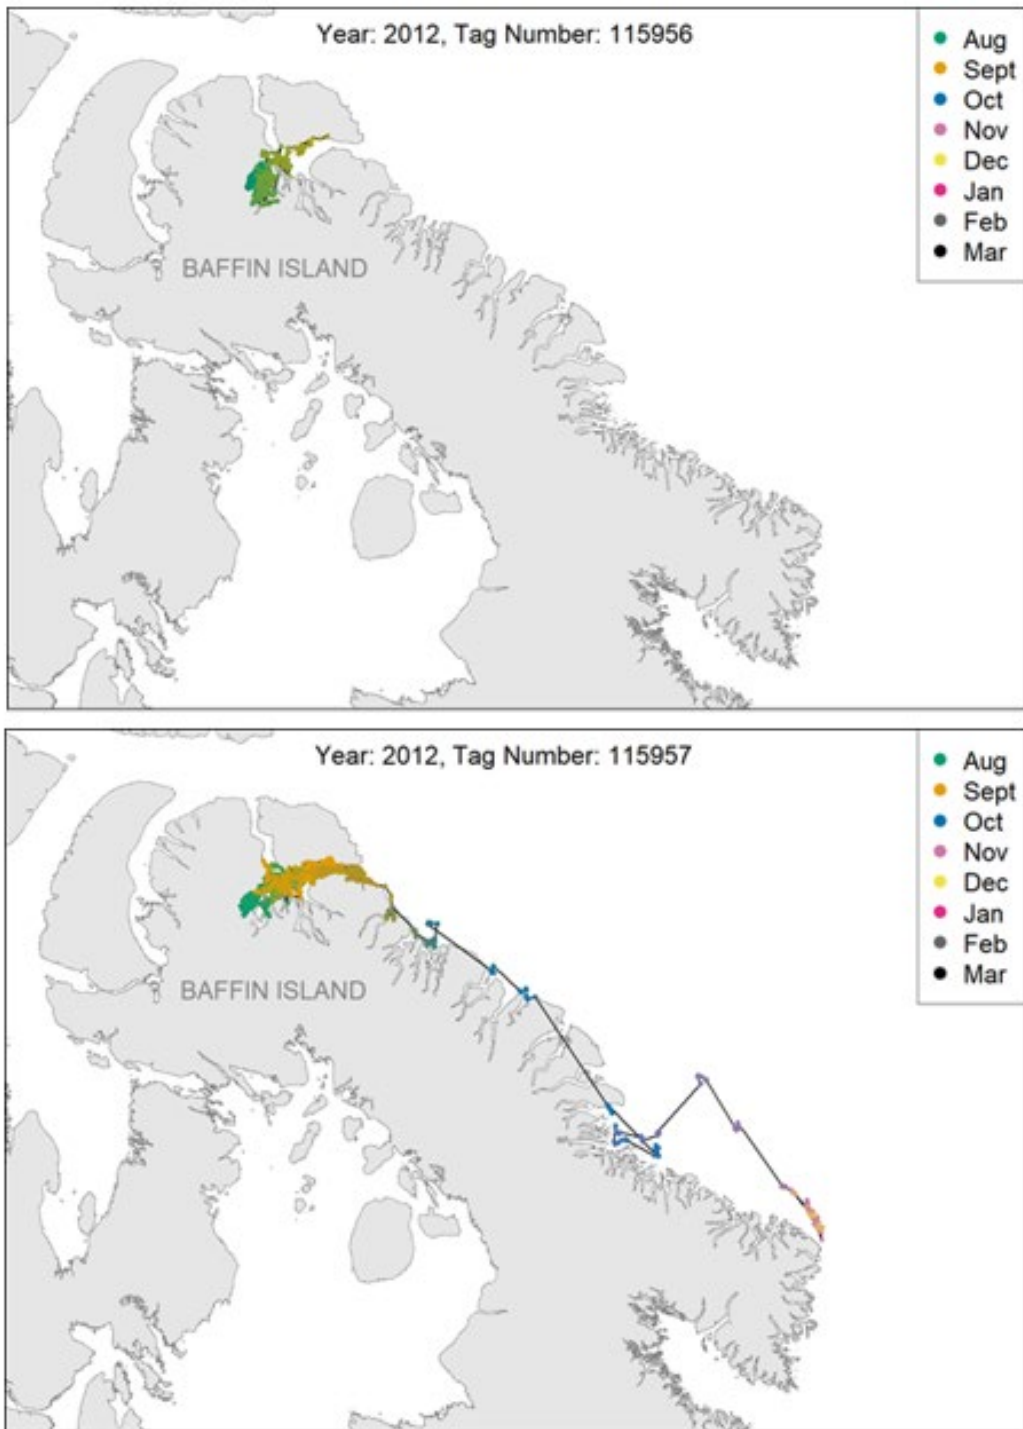 Year: 2012, Tag Number: 115956
Aug
Sept
Oct
Nov
Dec
Jan
Feb
Mar
BAFFIN ISLAND
Year: 2012, Tag Number: 115957
Aug
Sept
Oct
Nov
Dec
Jan
Feb
Mar
BAFFIN ISLAND